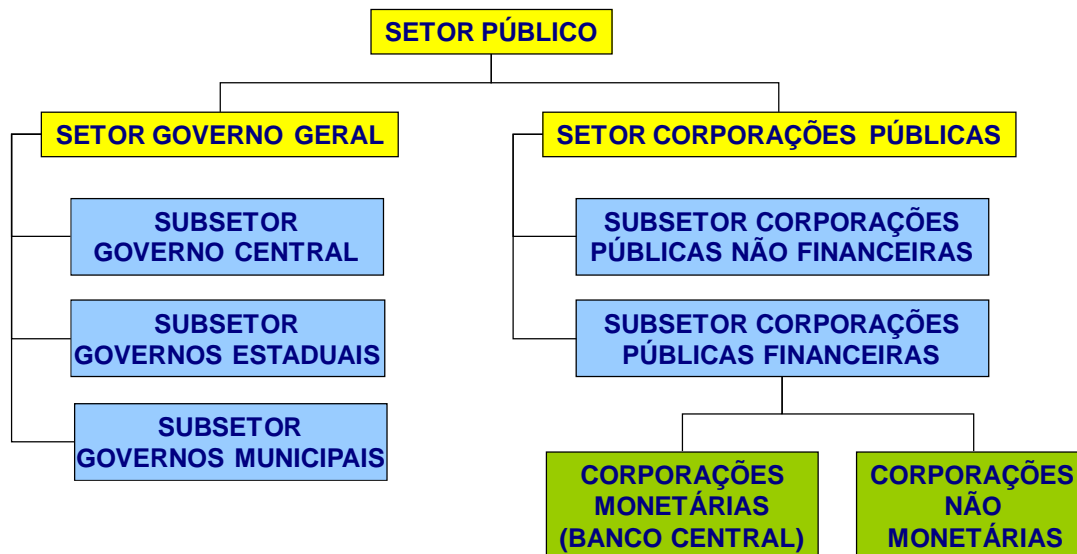 SETOR PÚBLICO
SETOR GOVERNO GERAL
SUBSETOR
GOVERNO CENTRAL
SUBSETOR
GOVERNOS ESTADUAIS
SUBSETOR
GOVERNOS MUNICIPAIS
SETOR CORPORAÇÕES PÚBLICAS
SUBSETOR CORPORAÇÕES
PÚBLICAS NÃO FINANCEIRAS
SUBSETOR CORPORAÇÕES
PÚBLICAS FINANCEIRAS
CORPORAÇÕES
MONETÁRIAS
(BANCO CENTRAL)
CORPORAÇÕES
NÃO
MONETÁRIAS